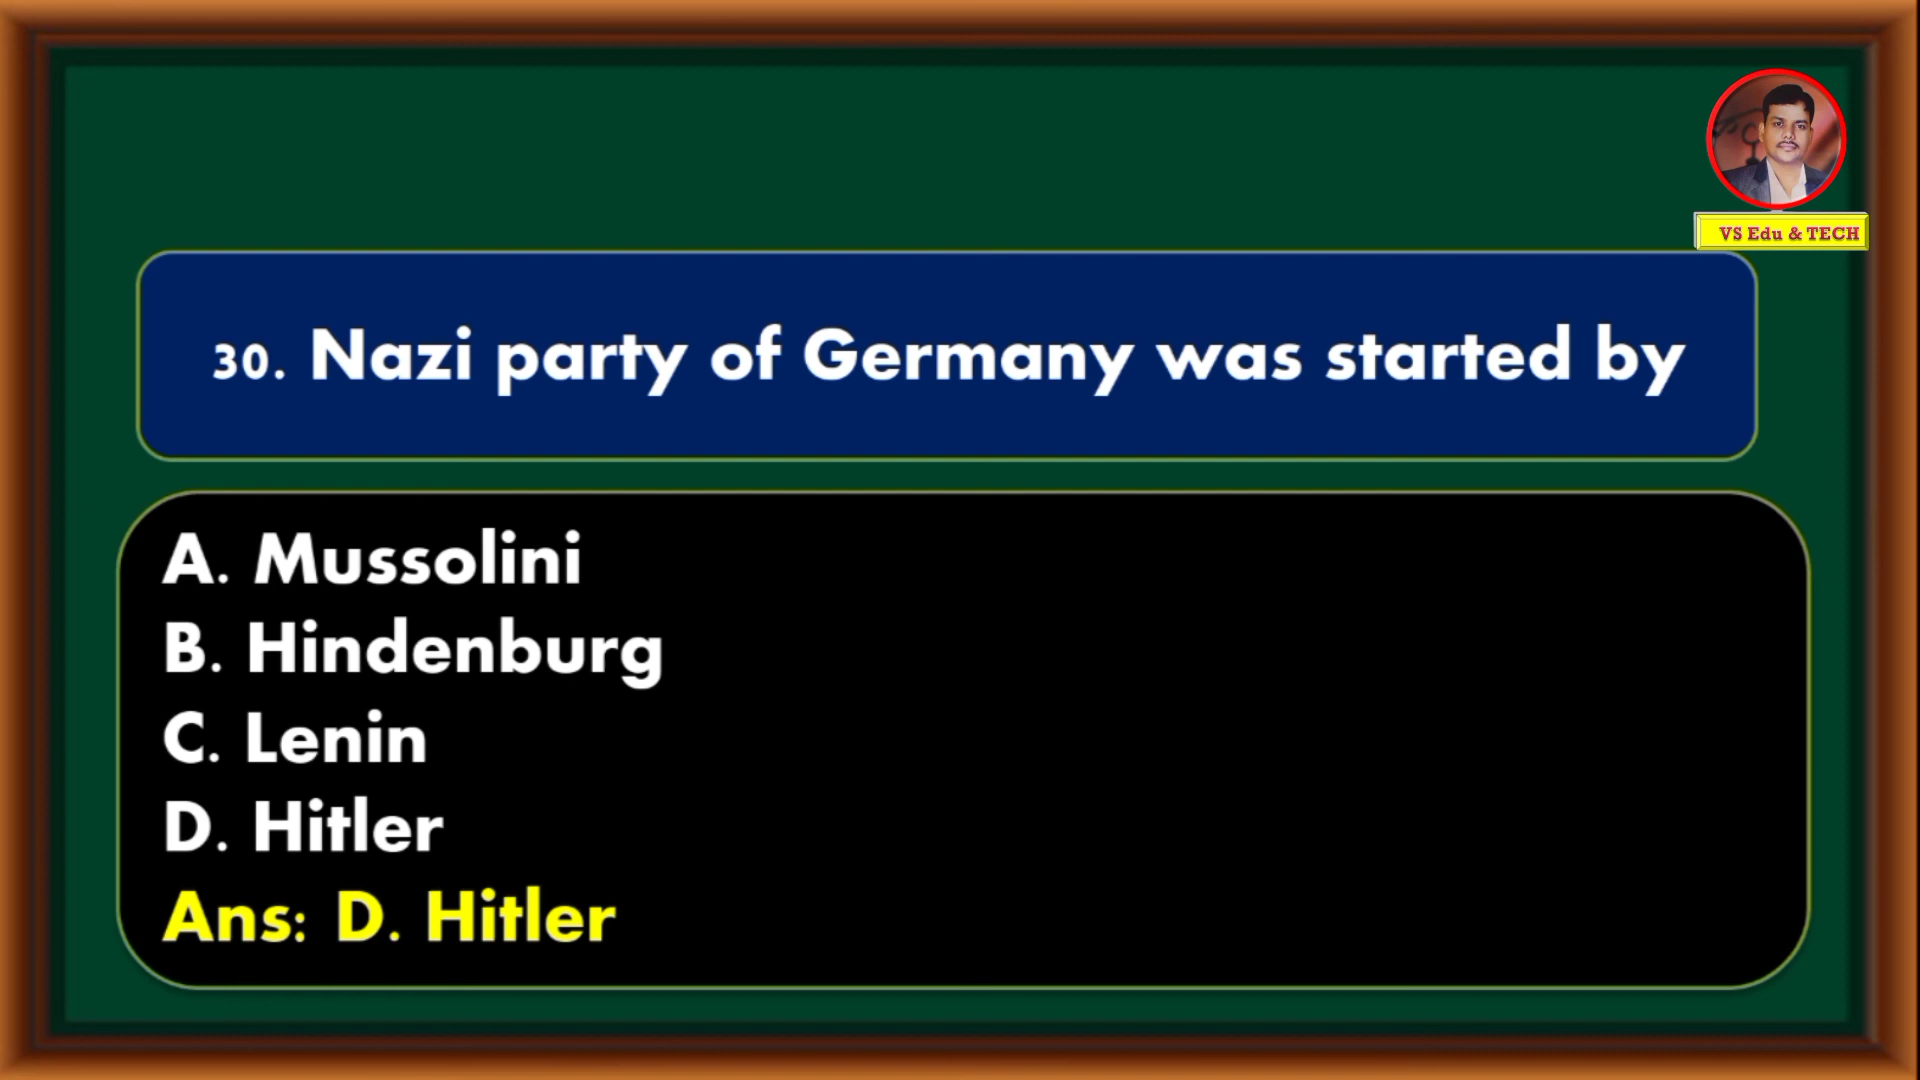 VS Edu & TECH
30. Nazi party of Germany was started by
A. Mussolini
B. Hindenburg
C. Lenin
D. Hitler
Ans: D. Hitler